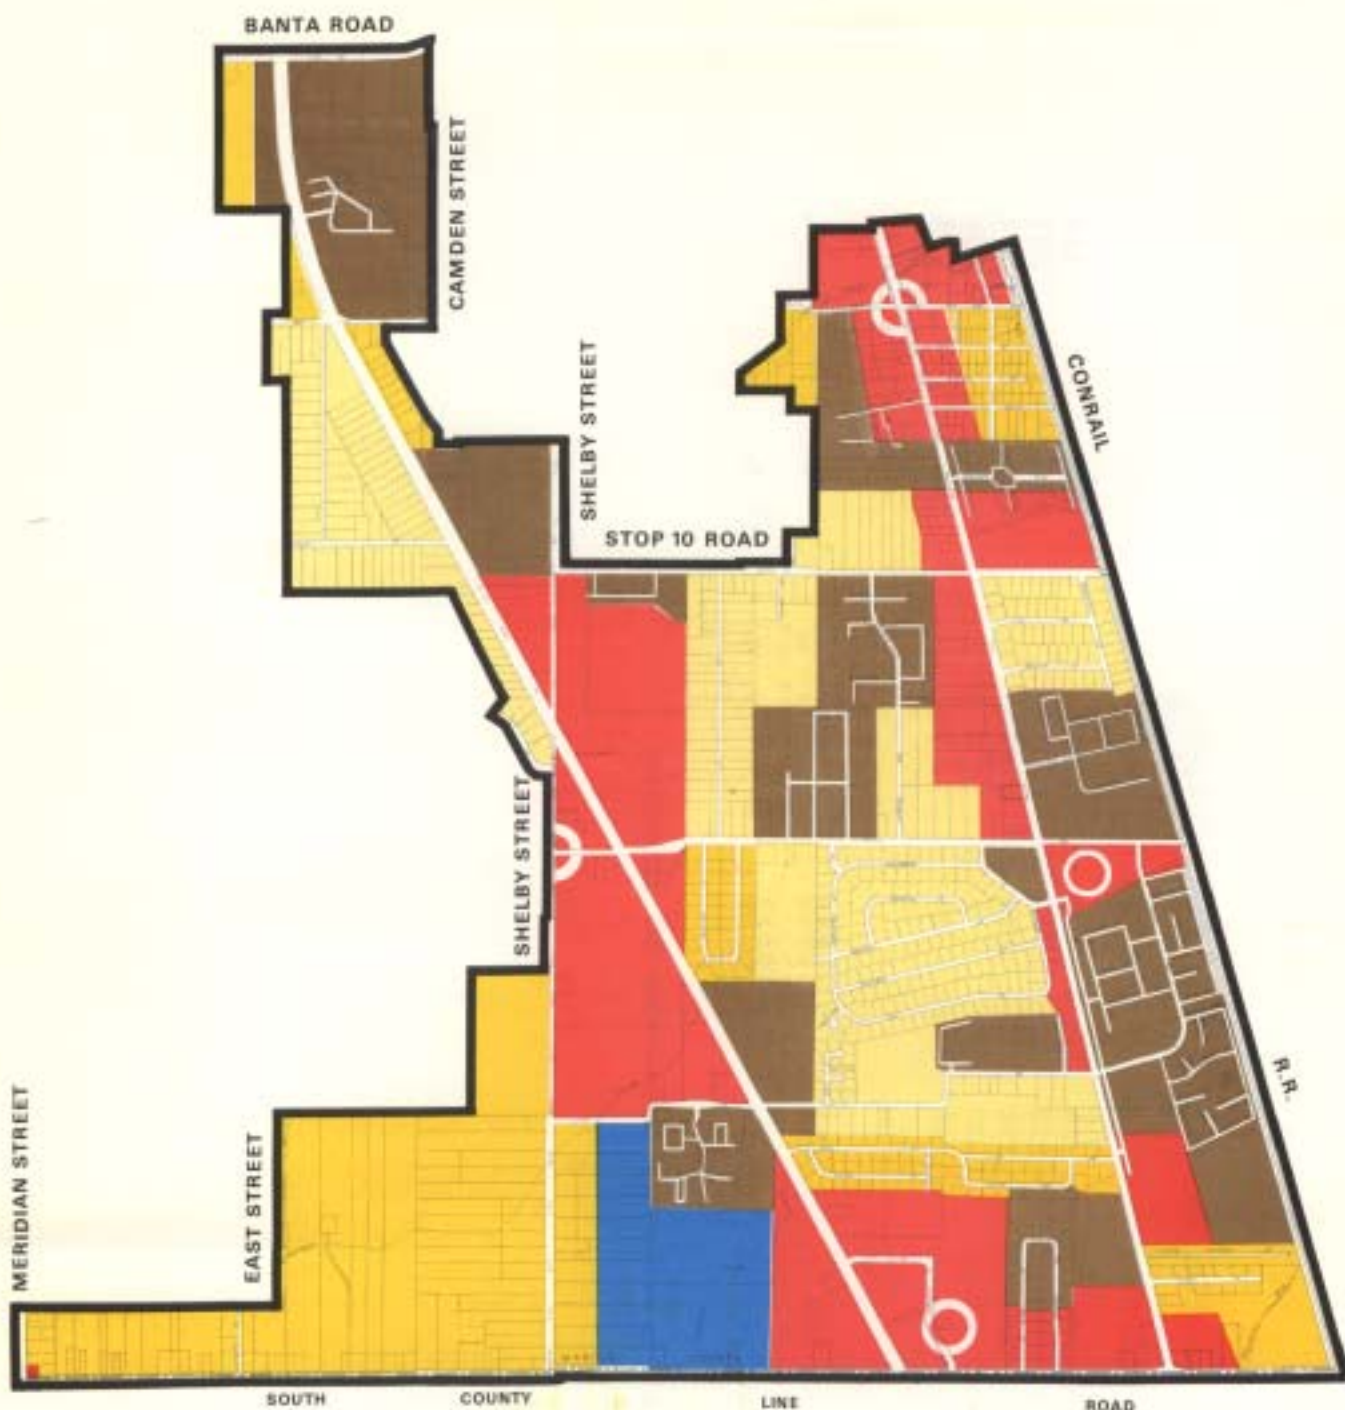 BANTA ROAD
CAMDEN STREET
SHELBY STREET
CONRAIL
STOP 10 ROAD
SHELBY STREET
R.R.
MERIDIAN STREET
EAST STREET
SOUTH COUNTY LINE ROAD